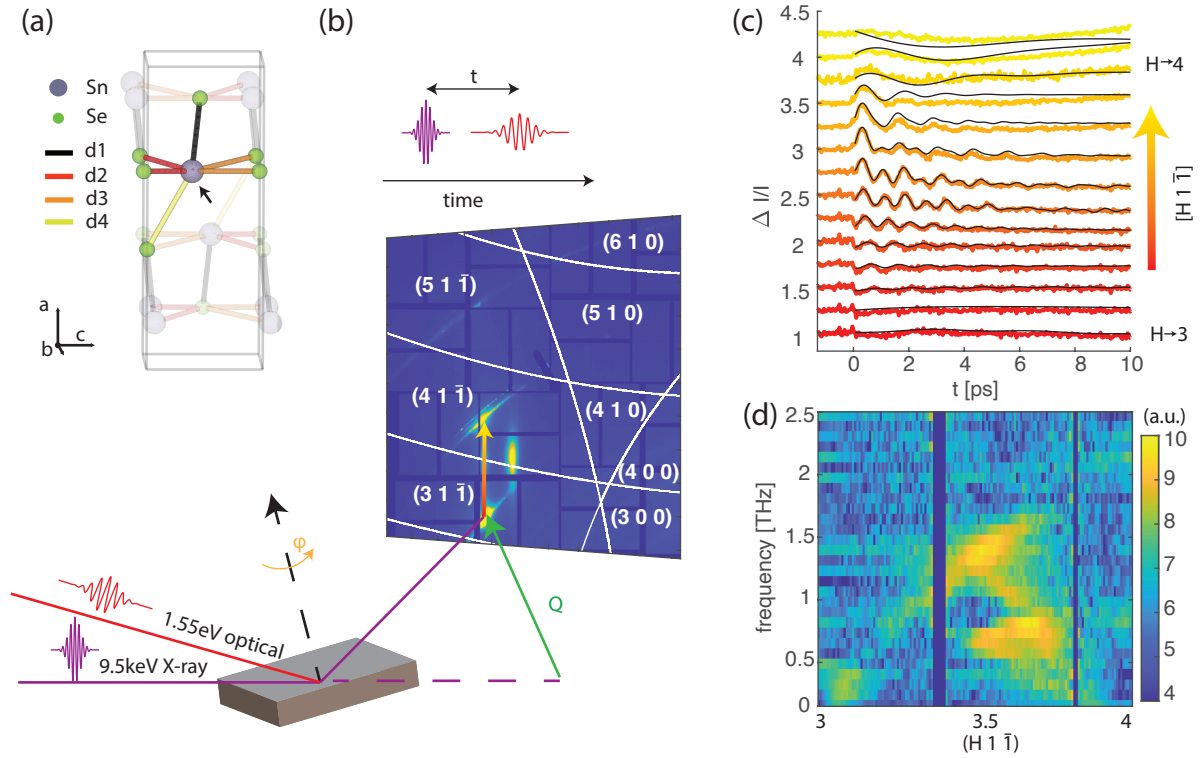 (a)
Sn
Se
d1
d2
d3
d4
a
b
c
(b)
t
time
(6 1 0)
(5 1 1̄)
(5 1 0)
(4 1 1̄)
(4 1 0)
(4 0 0)
(3 1 1̄)
(3 0 0)
φ
Q
1.55eV optical
9.5keV X-ray
(c)
4.5
4
3.5
3
2.5
2
1.5
1
Δ I/I
0 2 4 6 8 10
t [ps]
H→4
[H 1 1̄]
H→3
(d)
2.5
2
1.5
1
0.5
0
frequency [THz]
3 3.5 4
(H 1 1̄)
(a.u.)
10
9
8
7
6
5
4